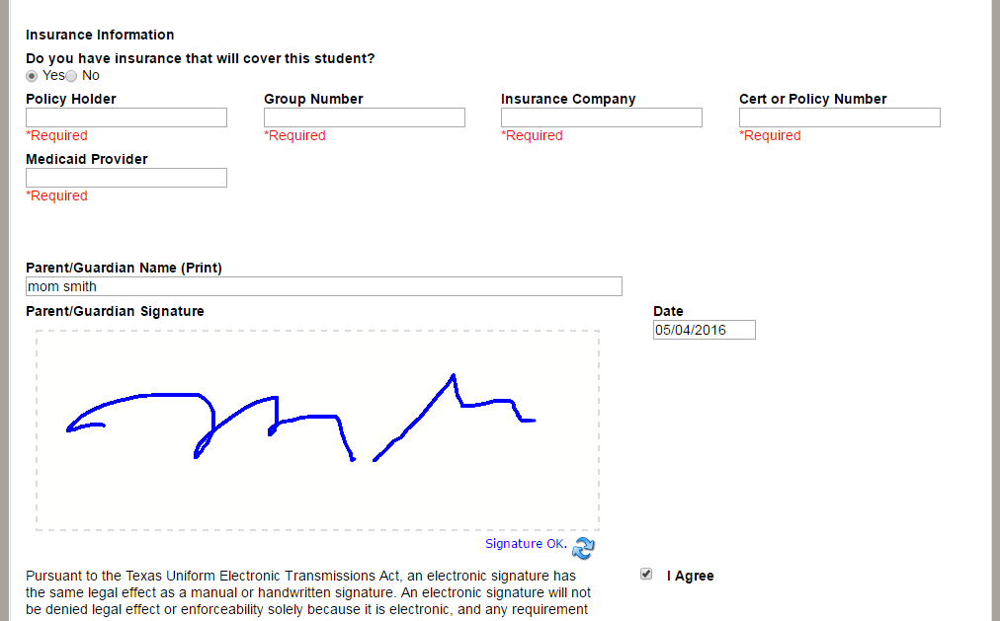 Insurance Information
Do you have insurance that will cover this student?
Yes No
Policy Holder Group Number Insurance Company Cert or Policy Number
*Required *Required *Required *Required
Medicaid Provider
*Required
Parent/Guardian Name (Print)
mom smith
Parent/Guardian Signature Date
05/04/2016
Signature OK.
Pursuant to the Texas Uniform Electronic Transmissions Act, an electronic signature has I Agree
the same legal effect as a manual or handwritten signature. An electronic signature will not
be denied legal effect or enforceability solely because it is electronic, and any requirement